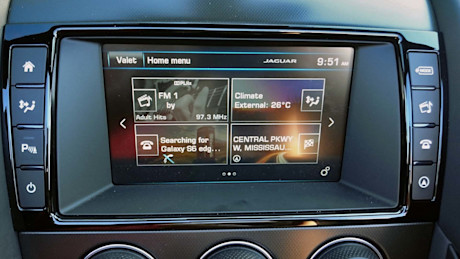 Valet Home menu JAGUAR 9:51 AM
FM 1
by
Adult Hits 97.3 MHz
Climate
External: 26°C
Searching for
Galaxy S6 edg...
CENTRAL PKWY
W, MISSISSAU...
P